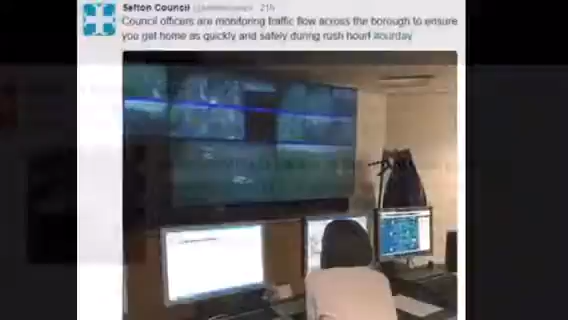 Sefton Council 21h
Council officers are monitoring traffic flow across the borough to ensure
you get home as quickly and safely during rush hour! #ourday